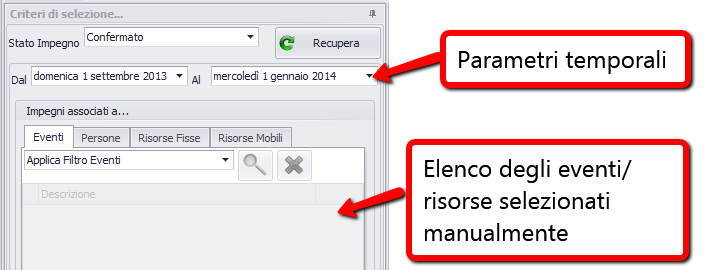 Criteri di selezione...
Stato Impegno Confermato Recupera
Dal domenica 1 settembre 2013 Al mercoledì 1 gennaio 2014
Impegni associati a...
Eventi Persone Risorse Fisse Risorse Mobili
Applica Filtro Eventi
Descrizione
Parametri temporali
Elenco degli eventi/
risorse selezionati
manualmente